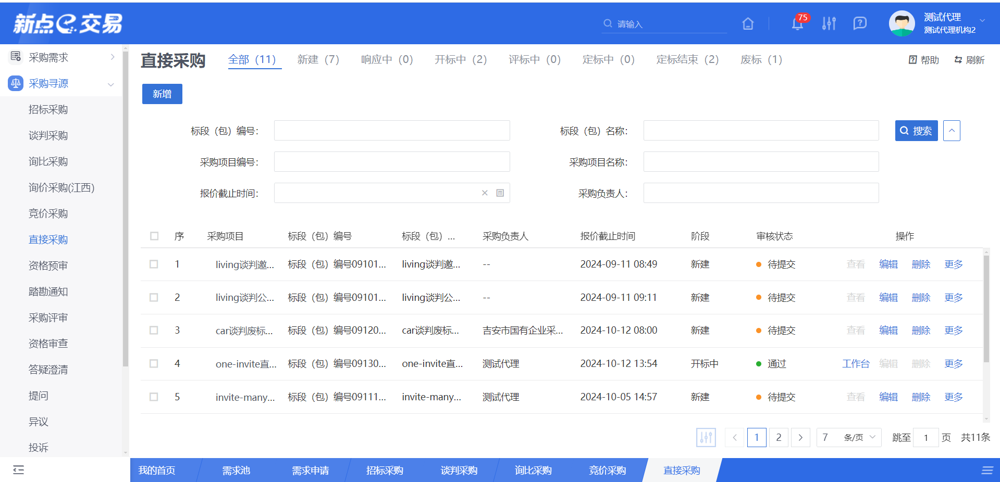 新点e交易
请输入
75
测试代理
测试代理机构2
采购需求
采购寻源
招标采购
谈判采购
询比采购
询价采购(江西)
竞价采购
直接采购
资格预审
踏勘通知
采购评审
资格审查
答疑澄清
提问
异议
投诉
直接采购 全部（11） 新建（7） 响应中（0） 开标中（2） 评标中（0） 定标中（0） 定标结束（2） 废标（1） 帮助 刷新
新增
标段（包）编号： 标段（包）名称： 搜索
采购项目编号： 采购项目名称：
报价截止时间： 采购负责人：
序 采购项目 标段（包）编号 标段（包）... 采购负责人 报价截止时间 阶段 审核状态 操作
1 living谈判邀... 标段（包）编号09101... living谈判邀... -- 2024-09-11 08:49 新建 待提交 查看 编辑 删除 更多
2 living谈判公... 标段（包）编号09101... living谈判公... -- 2024-09-11 09:11 新建 待提交 查看 编辑 删除 更多
3 car谈判废标... 标段（包）编号09120... car谈判废标... 吉安市国有企业采... 2024-10-12 08:00 新建 待提交 查看 编辑 删除 更多
4 one-invite直... 标段（包）编号09130... one-invite直... 测试代理 2024-10-12 13:54 开标中 通过 工作台 编辑 删除 更多
5 invite-many... 标段（包）编号09111... invite-many... 测试代理 2024-10-05 14:57 新建 待提交 查看 编辑 删除 更多
1 2 7 条/页 跳至 1 页 共11条
我的首页 需求池 需求申请 招标采购 谈判采购 询比采购 竞价采购 直接采购